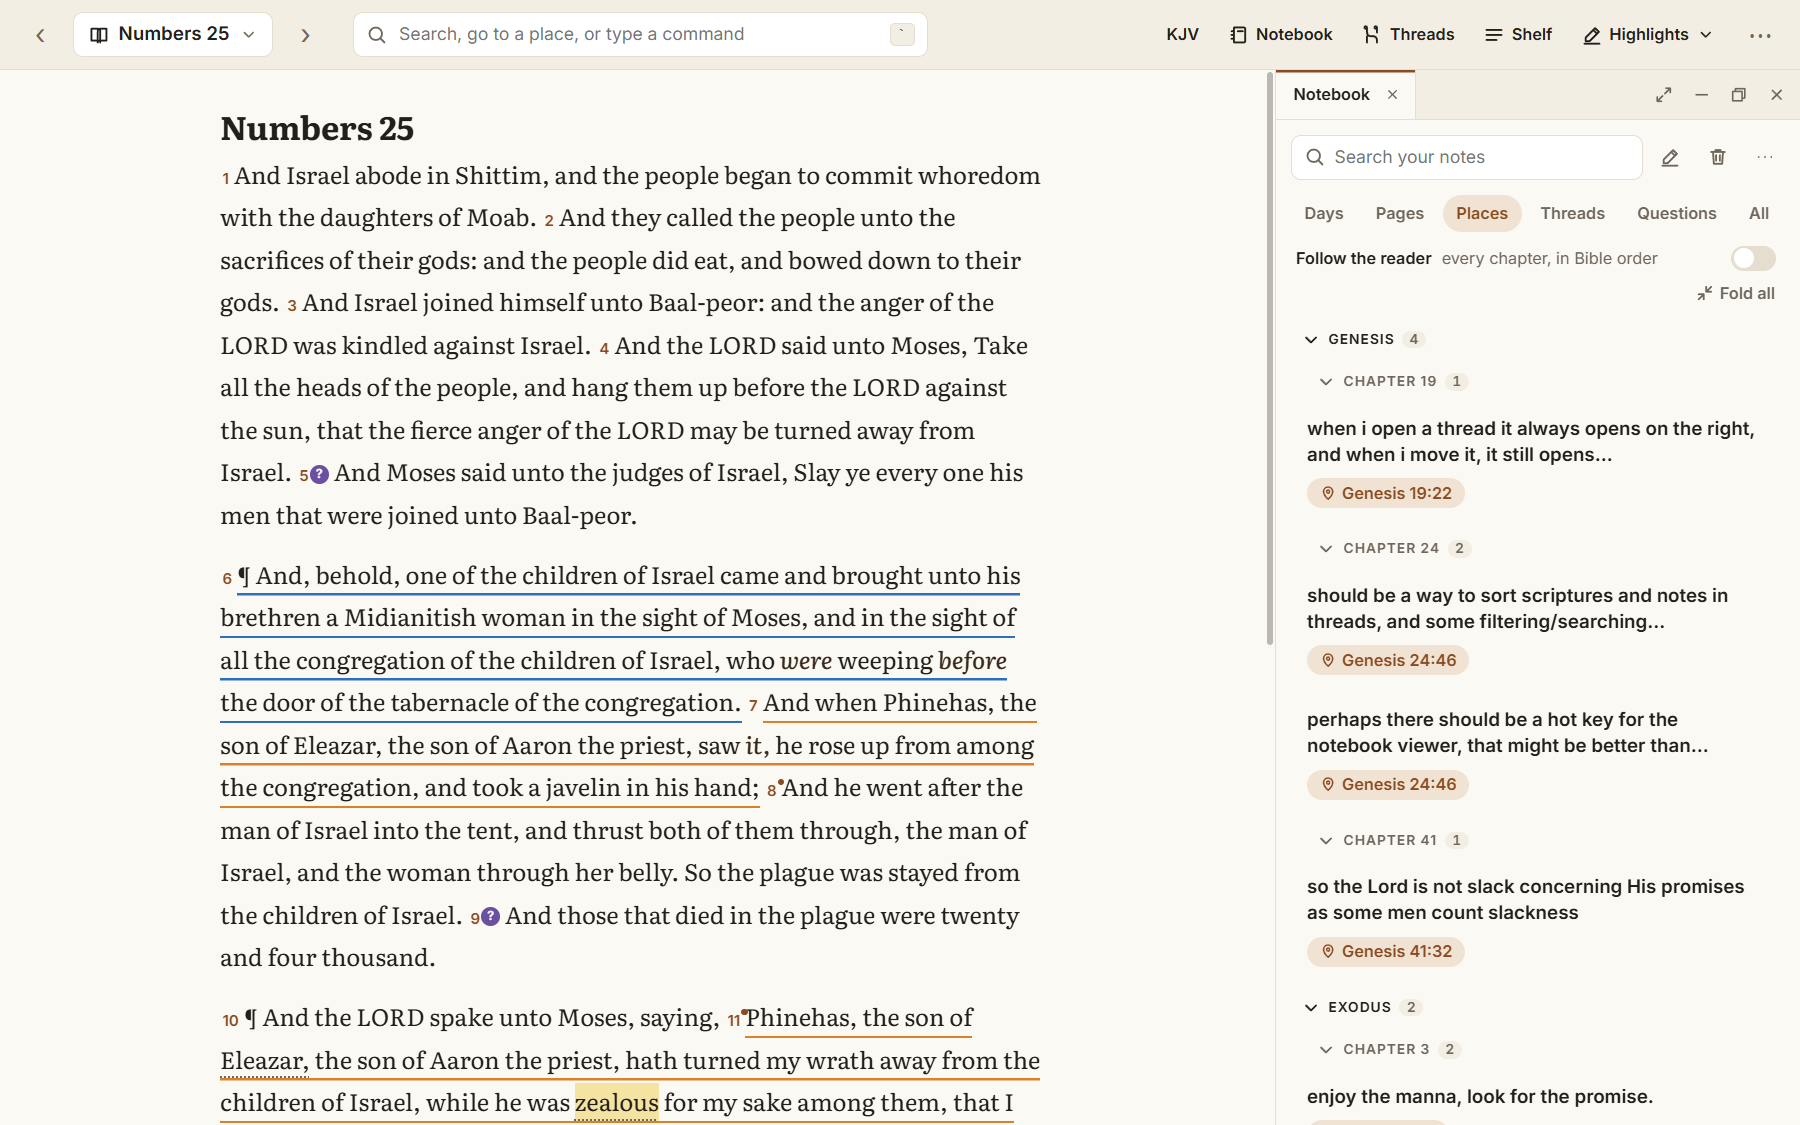 Numbers 25
Search, go to a place, or type a command
`
KJV
Notebook
Threads
Shelf
Highlights
Numbers 25
1 And Israel abode in Shittim, and the people began to commit whoredom
with the daughters of Moab. 2 And they called the people unto the
sacrifices of their gods: and the people did eat, and bowed down to their
gods. 3 And Israel joined himself unto Baal-peor: and the anger of the
LORD was kindled against Israel. 4 And the LORD said unto Moses, Take
all the heads of the people, and hang them up before the LORD against
the sun, that the fierce anger of the LORD may be turned away from
Israel. 5 ? And Moses said unto the judges of Israel, Slay ye every one his
men that were joined unto Baal-peor.
6 ¶ And, behold, one of the children of Israel came and brought unto his
brethren a Midianitish woman in the sight of Moses, and in the sight of
all the congregation of the children of Israel, who were weeping before
the door of the tabernacle of the congregation. 7 And when Phinehas, the
son of Eleazar, the son of Aaron the priest, saw it, he rose up from among
the congregation, and took a javelin in his hand; 8 And he went after the
man of Israel into the tent, and thrust both of them through, the man of
Israel, and the woman through her belly. So the plague was stayed from
the children of Israel. 9 ? And those that died in the plague were twenty
and four thousand.
10 ¶ And the LORD spake unto Moses, saying, 11 Phinehas, the son of
Eleazar, the son of Aaron the priest, hath turned my wrath away from the
children of Israel, while he was zealous for my sake among them, that I
Notebook
Search your notes
Days
Pages
Places
Threads
Questions
All
Follow the reader every chapter, in Bible order
Fold all
GENESIS 4
CHAPTER 19 1
when i open a thread it always opens on the right,
and when i move it, it still opens...
Genesis 19:22
CHAPTER 24 2
should be a way to sort scriptures and notes in
threads, and some filtering/searching...
Genesis 24:46
perhaps there should be a hot key for the
notebook viewer, that might be better than...
Genesis 24:46
CHAPTER 41 1
so the Lord is not slack concerning His promises
as some men count slackness
Genesis 41:32
EXODUS 2
CHAPTER 3 2
enjoy the manna, look for the promise.